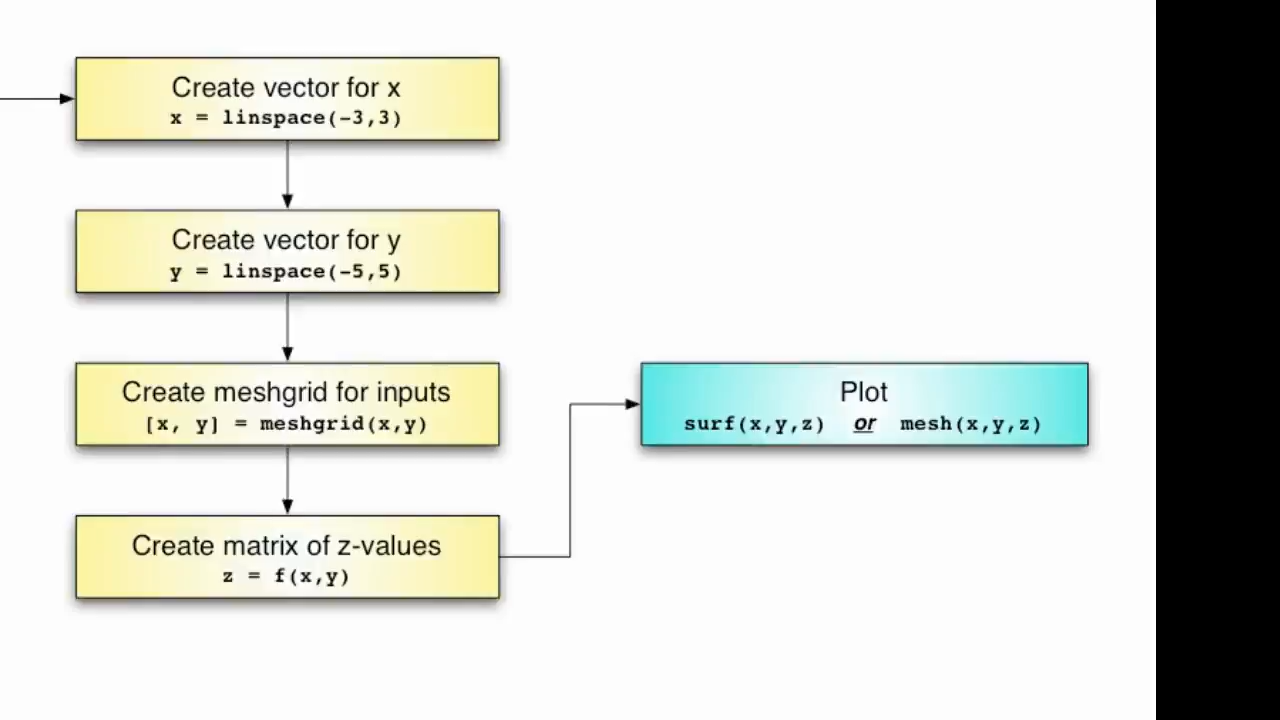 Create vector for x
x = linspace(-3,3)
Create vector for y
y = linspace(-5,5)
Create meshgrid for inputs
[x, y] = meshgrid(x,y)
Create matrix of z-values
z = f(x,y)
Plot
surf(x,y,z) or mesh(x,y,z)